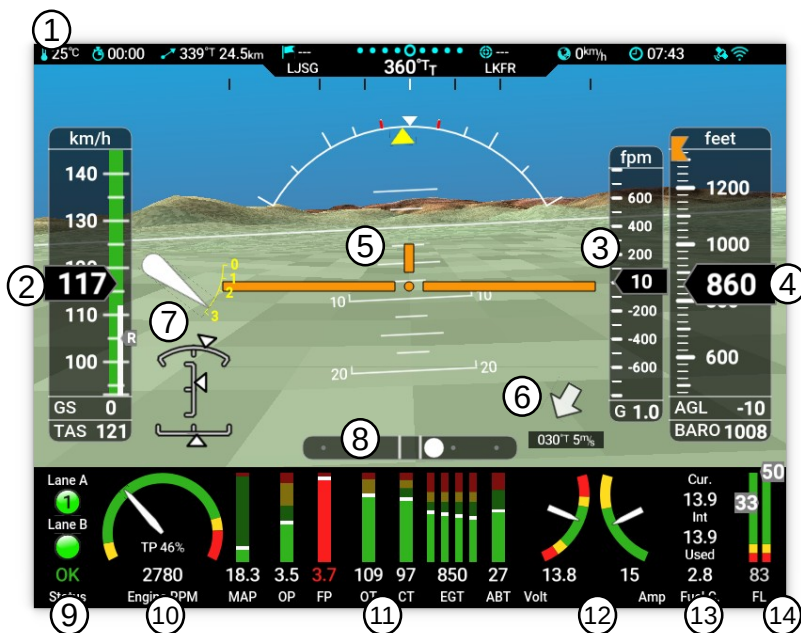 1
25°C 00:00 339°T 24.5km --- LJSG 360°T T --- LKFR 0km/h 07:43
km/h
140
130
2 117
110
R
100
GS 0
TAS 121
0
1
2
3
5
10 10
20 20
7
6
030°T 5m/s
8
3
fpm
600
400
200
10
-200
-400
-600
G 1.0
feet
1200
1000
4 860
600
AGL -10
BARO 1008
Lane A
1
Lane B
OK
Status
9
TP 46%
2780
Engine RPM
10
18.3 3.5 3.7 109 97 850 27
MAP OP FP OT CT EGT ABT
11
13.8 15
Volt Amp
12
Cur.
13.9
Int
13.9
Used
2.8
13
50
33
83
FL
14